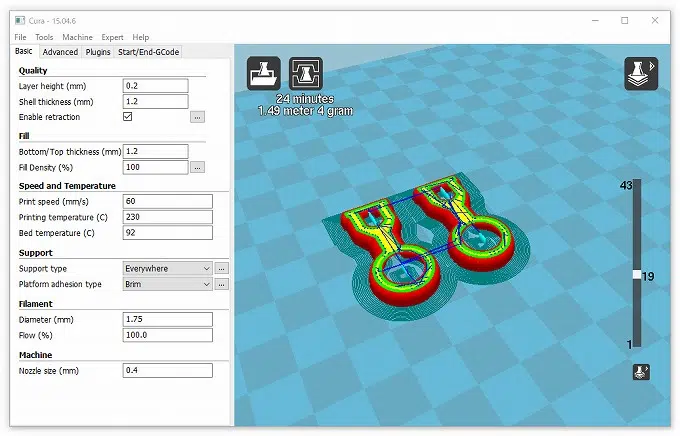 Cura - 15.04.6
File Tools Machine Expert Help
Basic Advanced Plugins Start/End-GCode
Quality
Layer height (mm) 0.2
Shell thickness (mm) 1.2
Enable retraction ...
Fill
Bottom/Top thickness (mm) 1.2
Fill Density (%) 100 ...
Speed and Temperature
Print speed (mm/s) 60
Printing temperature (C) 230
Bed temperature (C) 92
Support
Support type Everywhere ...
Platform adhesion type Brim ...
Filament
Diameter (mm) 1.75
Flow (%) 100.0
Machine
Nozzle size (mm) 0.4
24 minutes
1.49 meter 4 gram
43
19
1